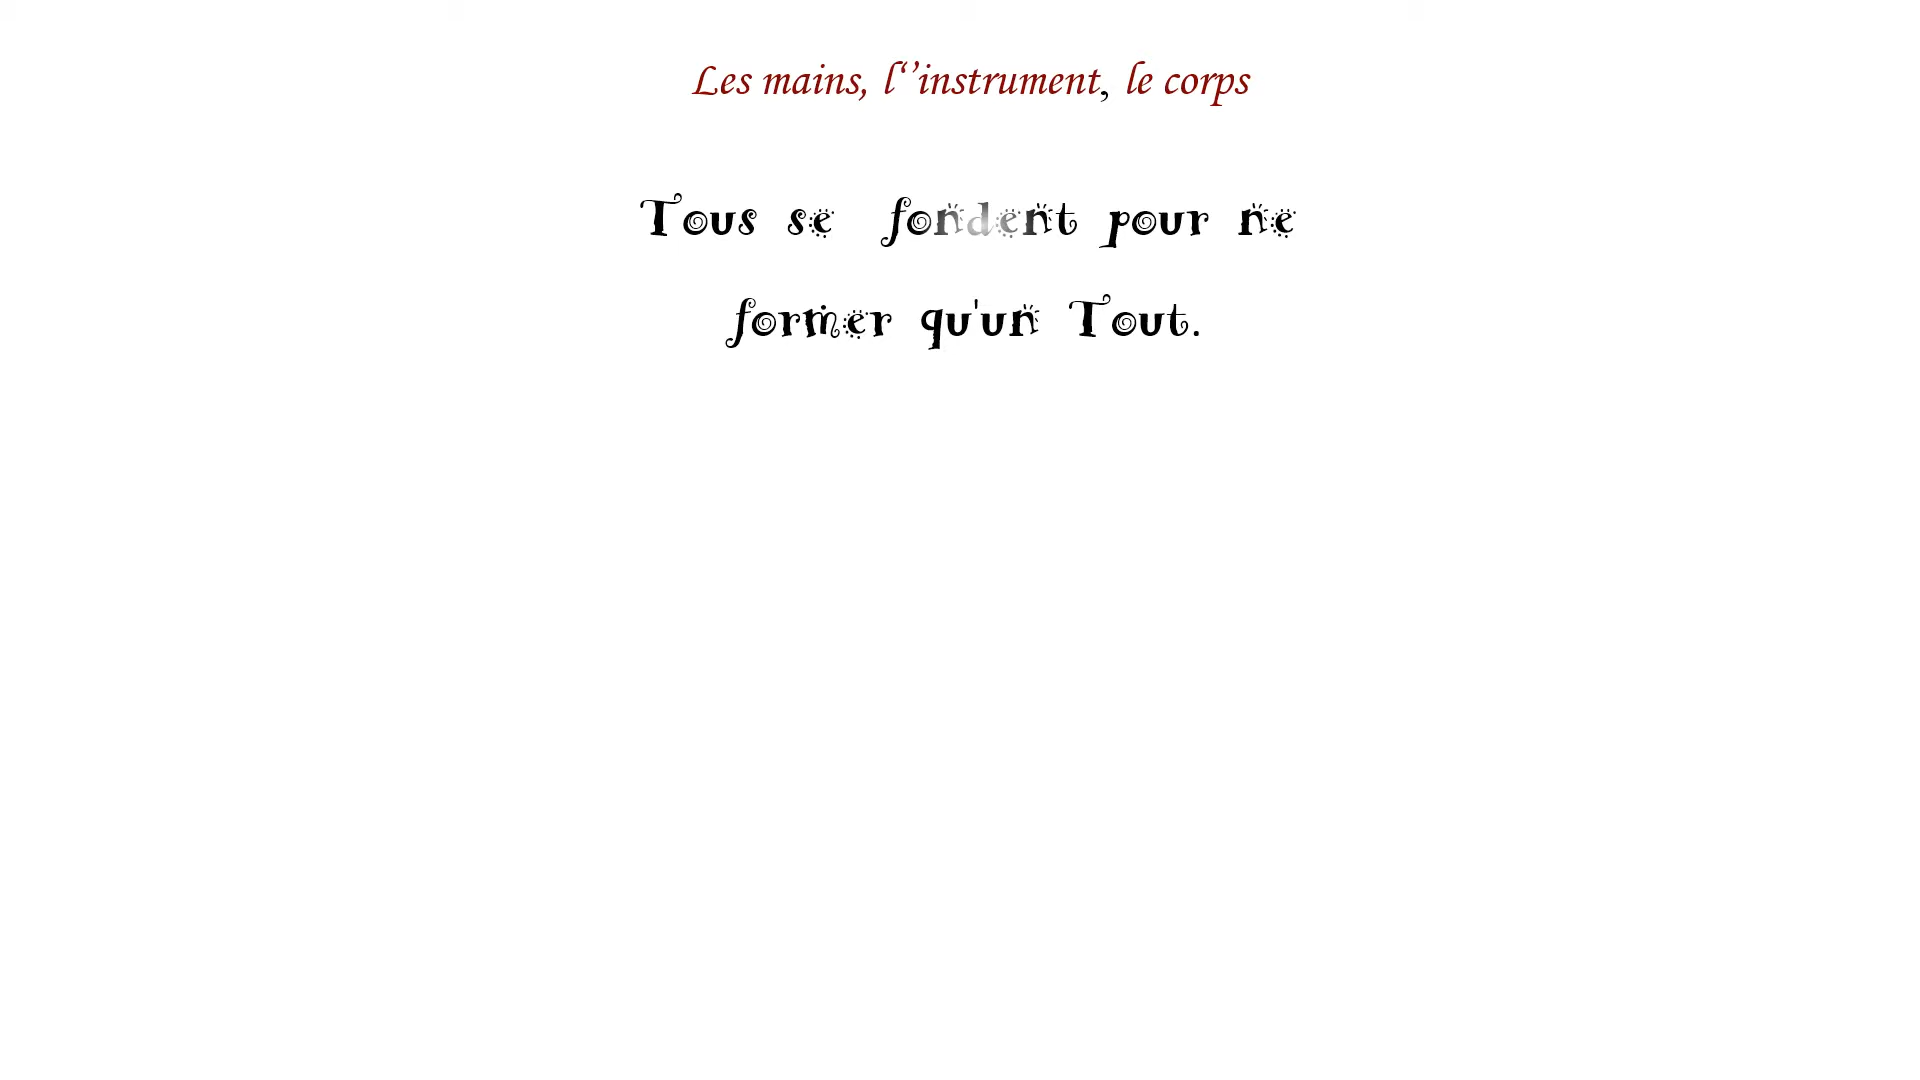 Les mains, l‘’instrument, le corps
Tous se fondent pour ne
former qu'un Tout.